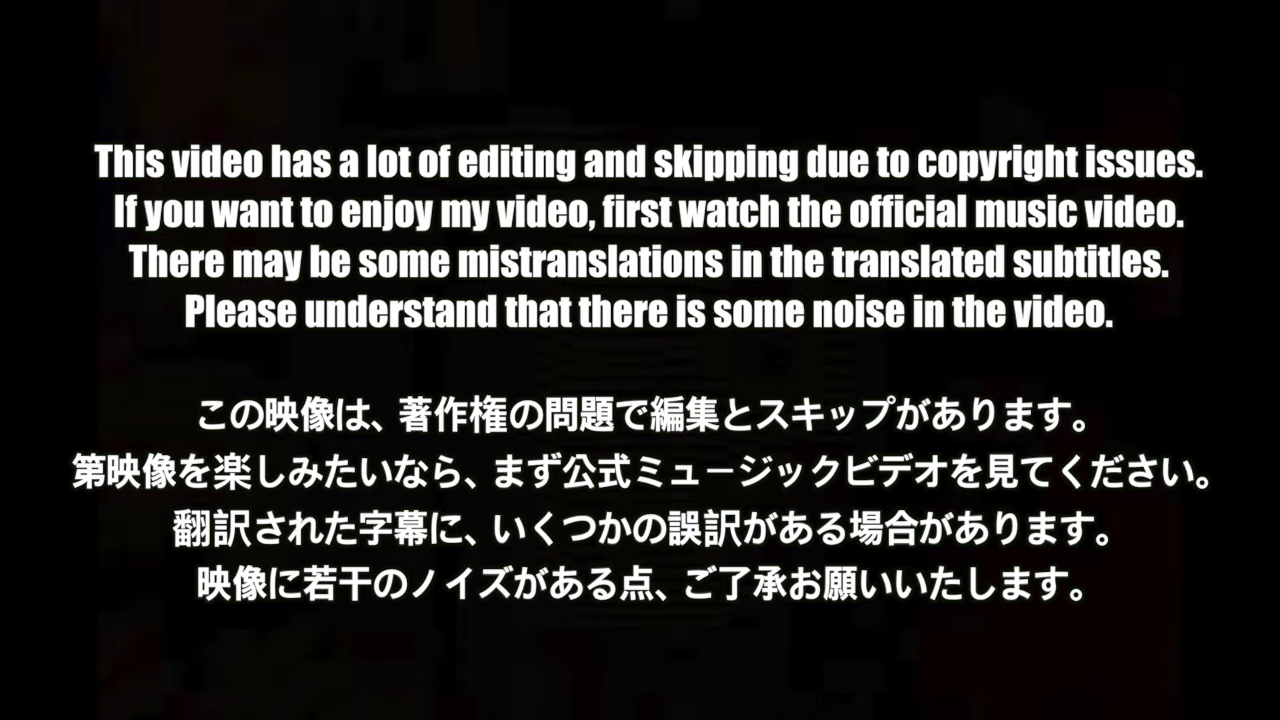 This video has a lot of editing and skipping due to copyright issues.
If you want to enjoy my video, first watch the official music video.
There may be some mistranslations in the translated subtitles.
Please understand that there is some noise in the video.
この映像は、著作権の問題で編集とスキップがあります。
第映像を楽しみたいなら、まず公式ミュージックビデオを見てください。
翻訳された字幕に、いくつかの誤訳がある場合があります。
映像に若干のノイズがある点、ご了承お願いいたします。